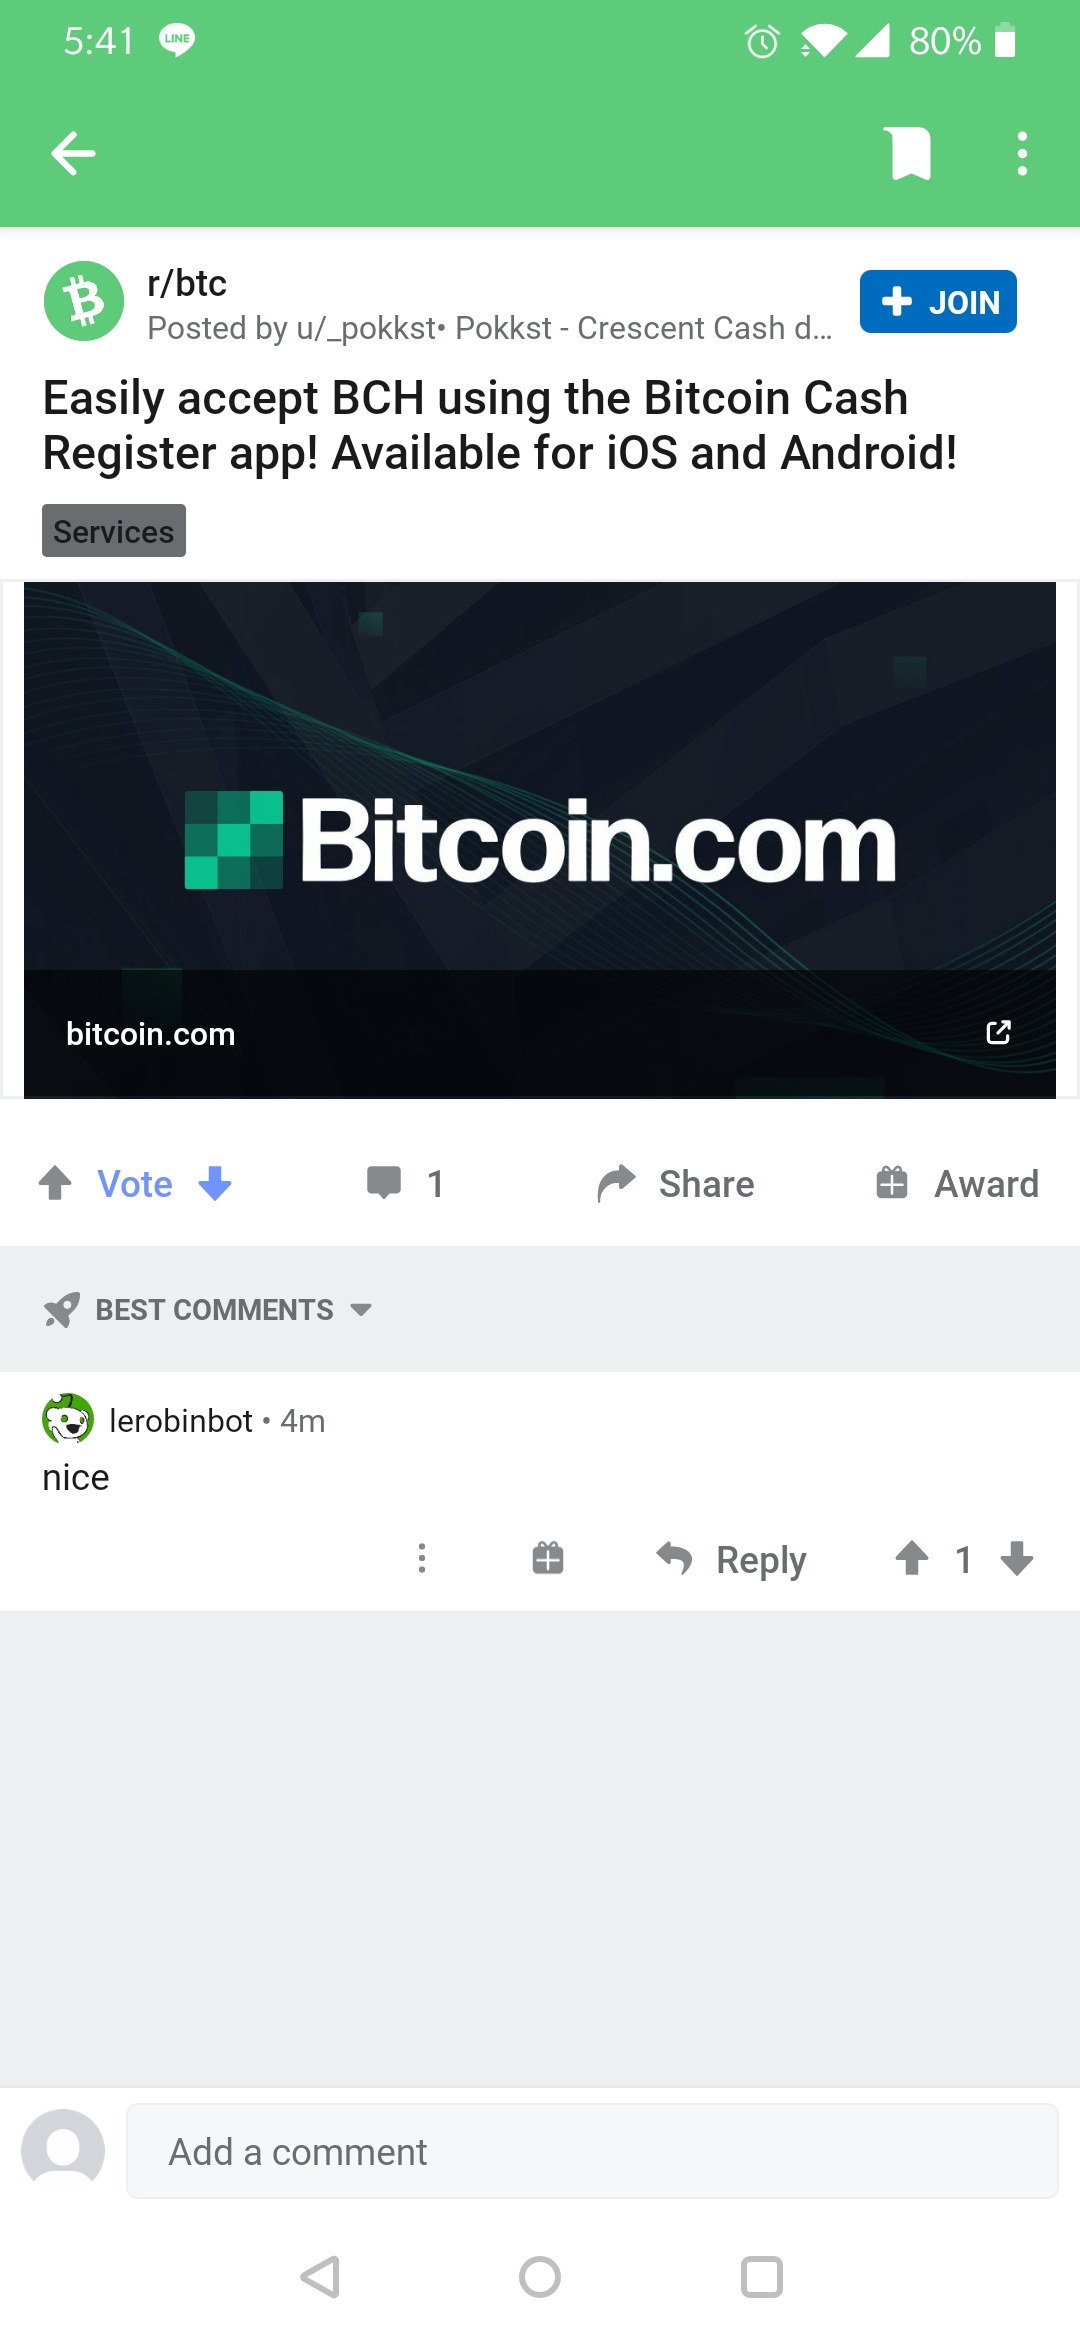 5:41 LINE 80%
r/btc
Posted by u/_pokkst• Pokkst - Crescent Cash d...
+ JOIN
Easily accept BCH using the Bitcoin Cash
Register app! Available for iOS and Android!
Services
Bitcoin.com
bitcoin.com
Vote 1 Share Award
BEST COMMENTS
lerobinbot • 4m
nice
Reply 1
Add a comment